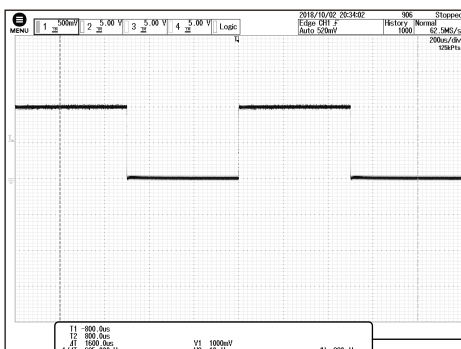 2018/10/02 20:34:02 906 Stopped
MENU 1 500mV 2 5.00 V 3 5.00 V 4 5.00 V Logic Edge CH1 Auto 520mV History 1000 Normal 62.5MS/s
200us/div
125kPts
T1 -800.0us
T2 800.0us
ΔT 1600.0us V1 1000mV